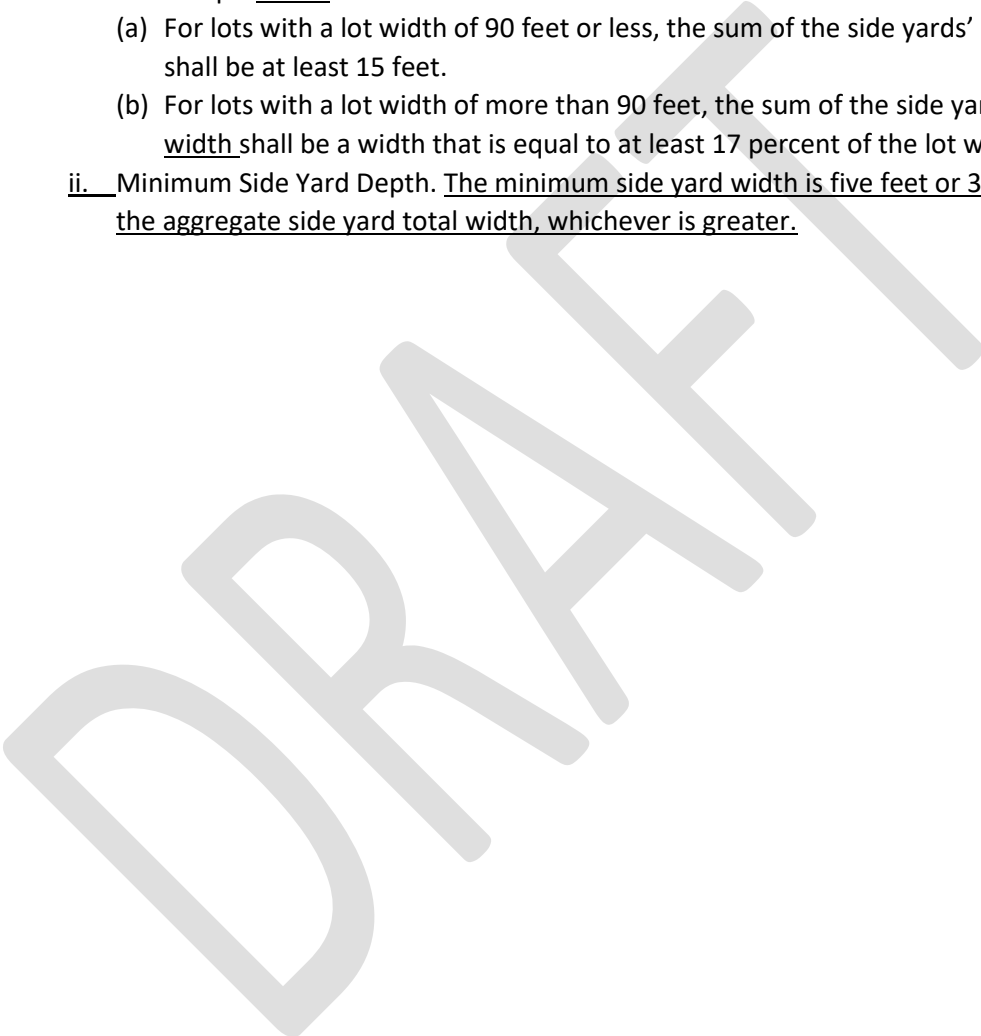 (a) For lots with a lot width of 90 feet or less, the sum of the side yards’
shall be at least 15 feet.
(b) For lots with a lot width of more than 90 feet, the sum of the side
width shall be a width that is equal to at least 17 percent of the lot
ii. Minimum Side Yard Depth. The minimum side yard width is five feet or
the aggregate side yard total width, whichever is greater.
DRAFT